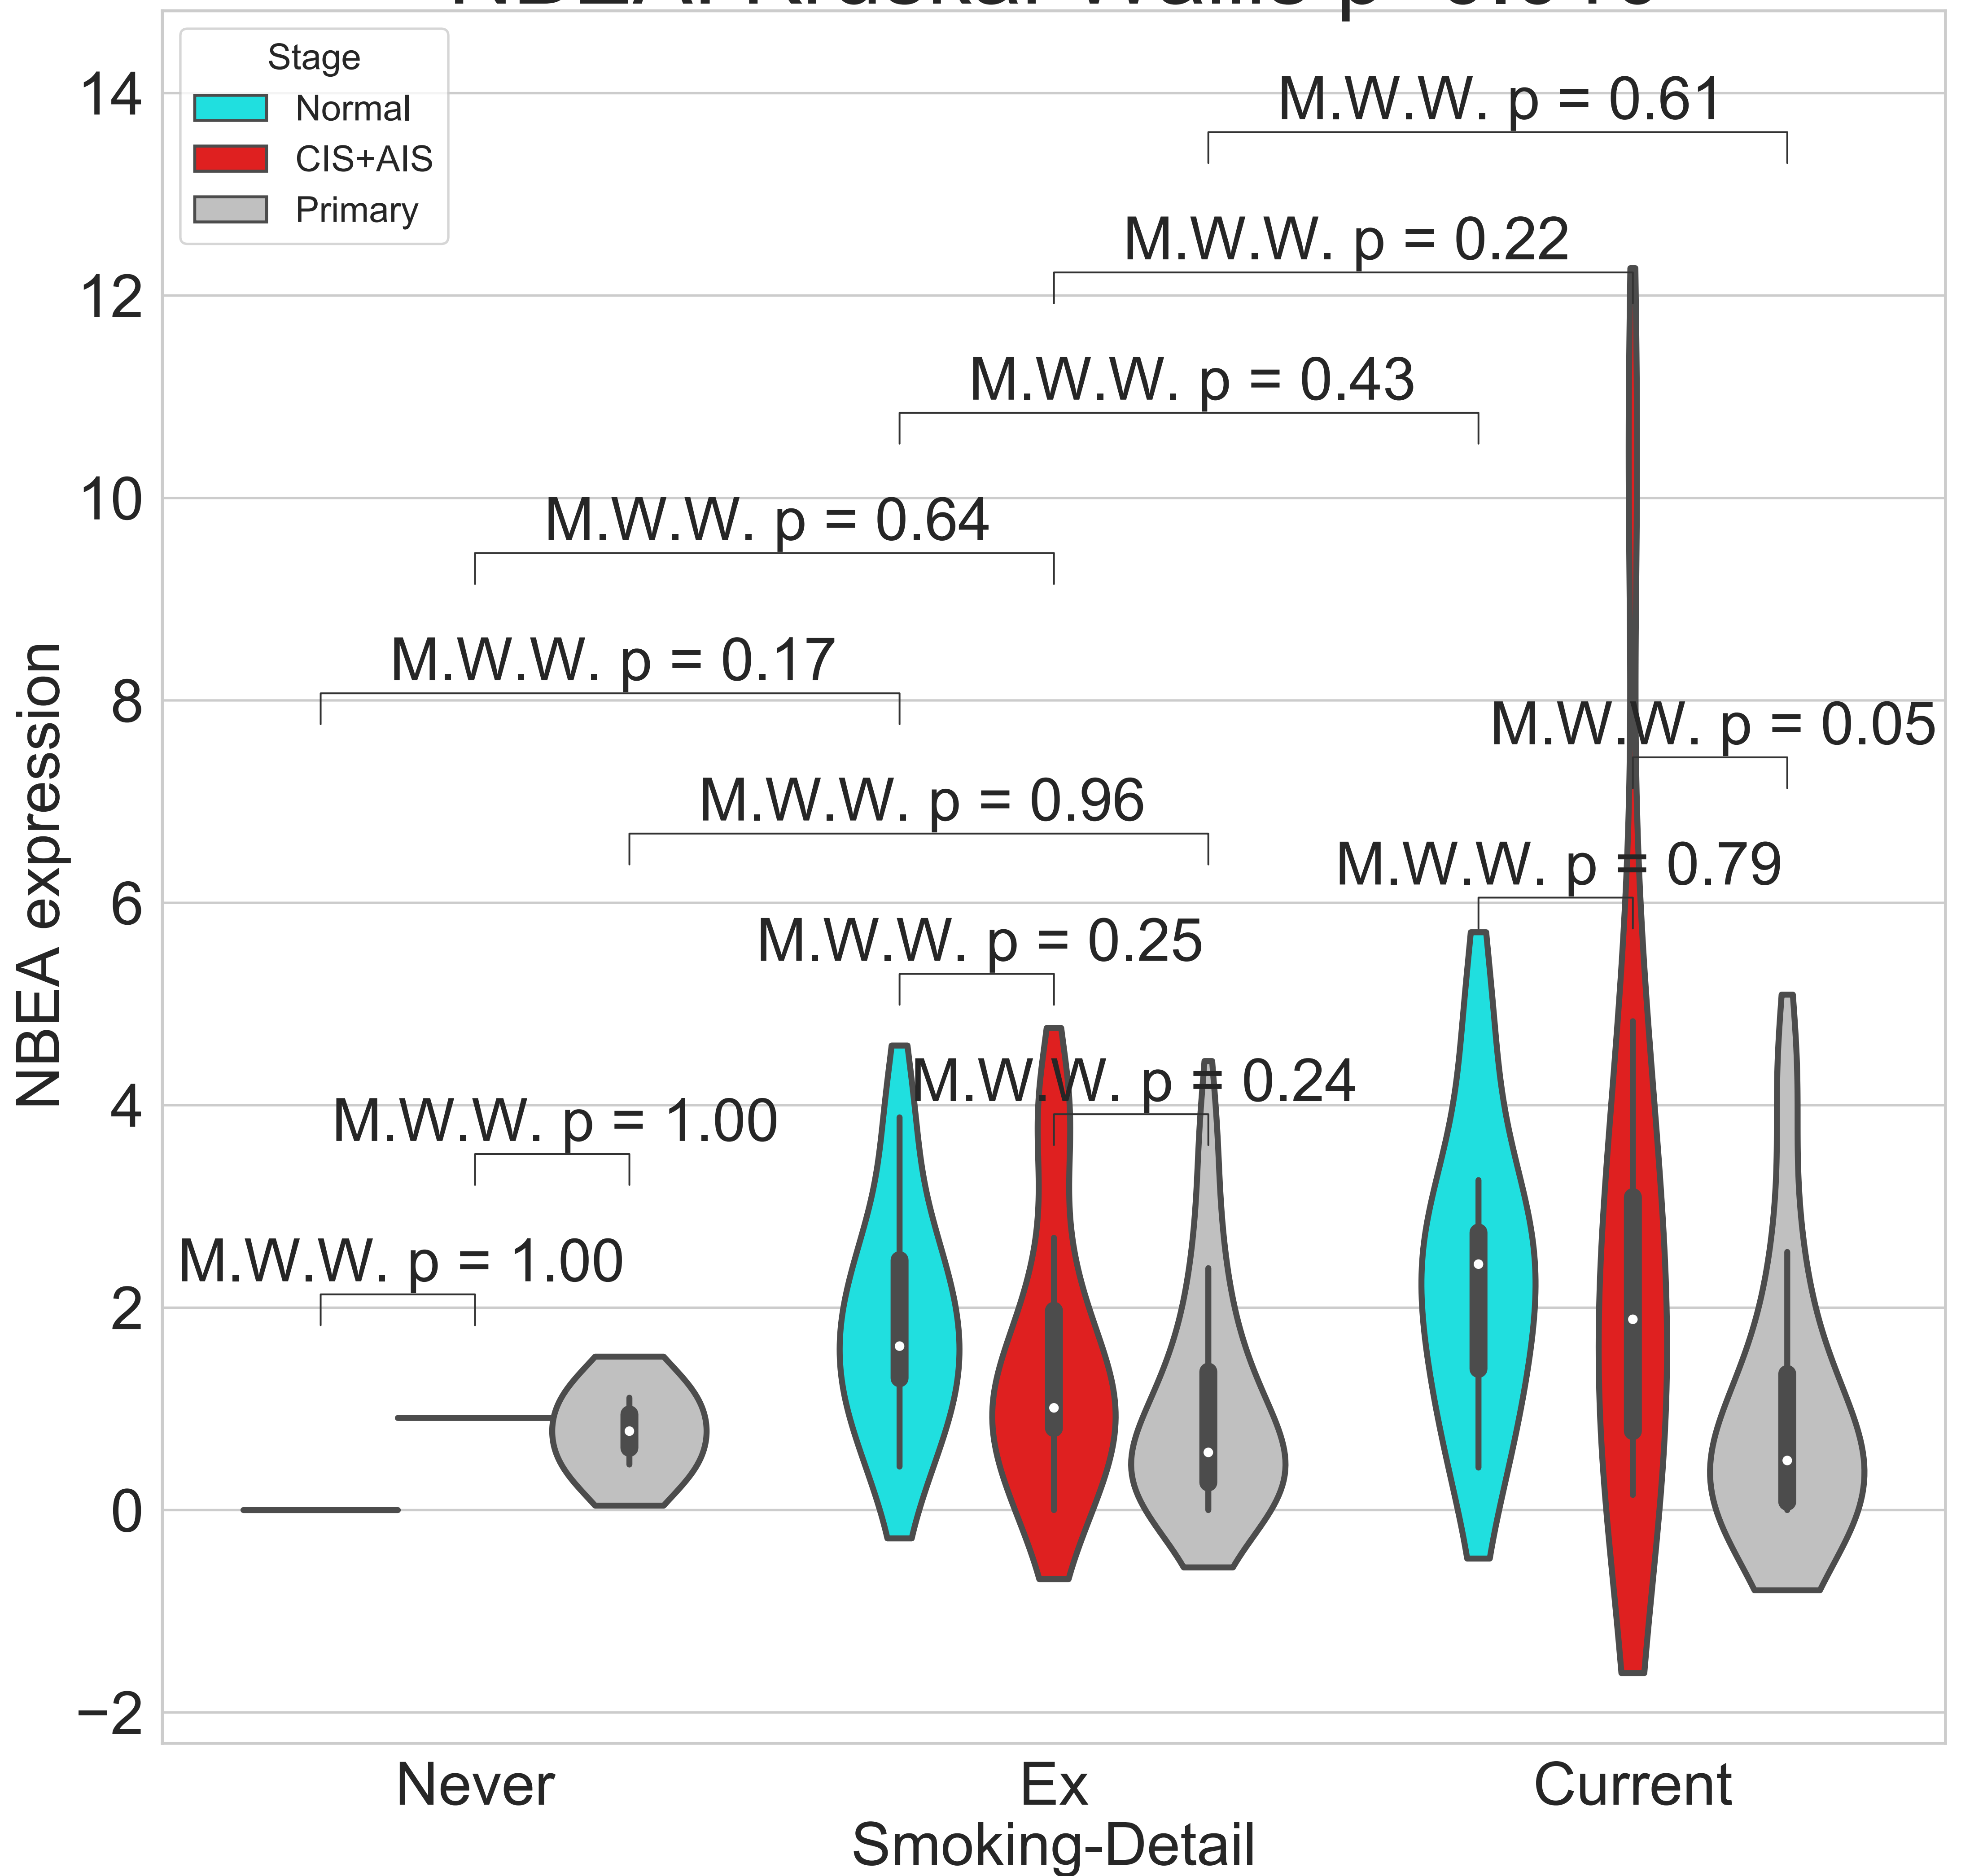 Stage
Normal
CIS+AIS
Primary
14
12
10
8
6
4
2
0
−2
NBEA expression
M.W.W. p = 0.61
M.W.W. p = 0.22
M.W.W. p = 0.43
M.W.W. p = 0.64
M.W.W. p = 0.17
M.W.W. p = 0.05
M.W.W. p = 0.96
M.W.W. p = 0.79
M.W.W. p = 0.25
M.W.W. p = 0.24
M.W.W. p = 1.00
M.W.W. p = 1.00
Never
Ex
Current
Smoking-Detail